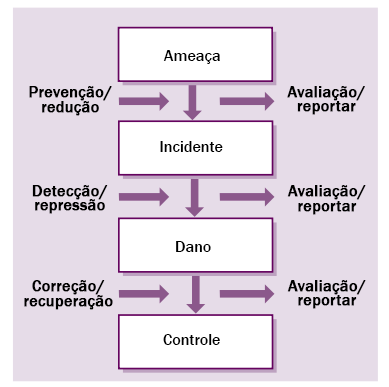 Ameaça
Prevenção/
redução
Avaliação/
reportar
Incidente
Detecção/
repressão
Avaliação/
reportar
Dano
Correção/
recuperação
Avaliação/
reportar
Controle